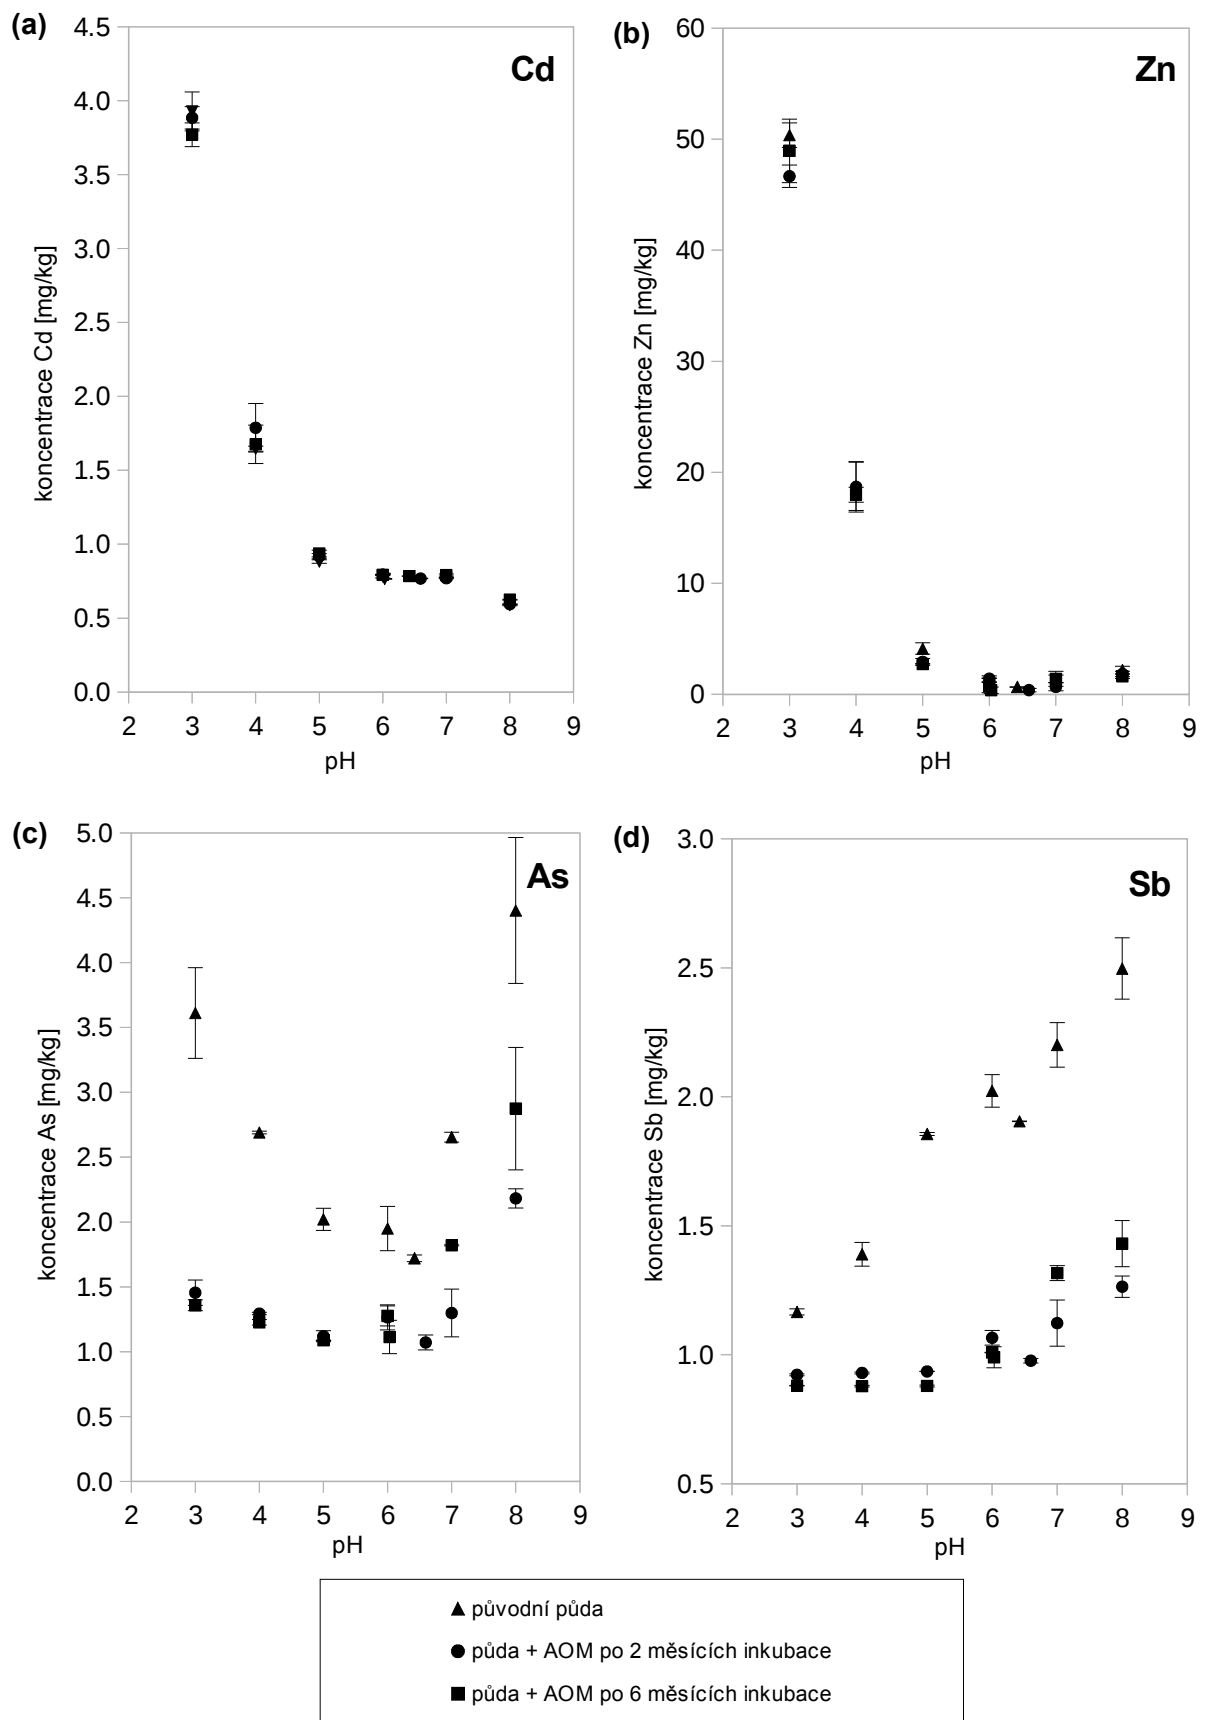 (a)
Cd
koncentrace Cd [mg/kg]
4.5
4.0
3.5
3.0
2.5
2.0
1.5
1.0
0.5
0.0
2 3 4 5 6 7 8 9
pH
(b)
Zn
koncentrace Zn [mg/kg]
60
50
40
30
20
10
0
2 3 4 5 6 7 8 9
pH
(c)
As
koncentrace As [mg/kg]
5.0
4.5
4.0
3.5
3.0
2.5
2.0
1.5
1.0
0.5
0.0
2 3 4 5 6 7 8 9
pH
(d)
Sb
koncentrace Sb [mg/kg]
3.0
2.5
2.0
1.5
1.0
0.5
2 3 4 5 6 7 8 9
pH
původní půda
půda + AOM po 2 měsících inkubace
půda + AOM po 6 měsících inkubace